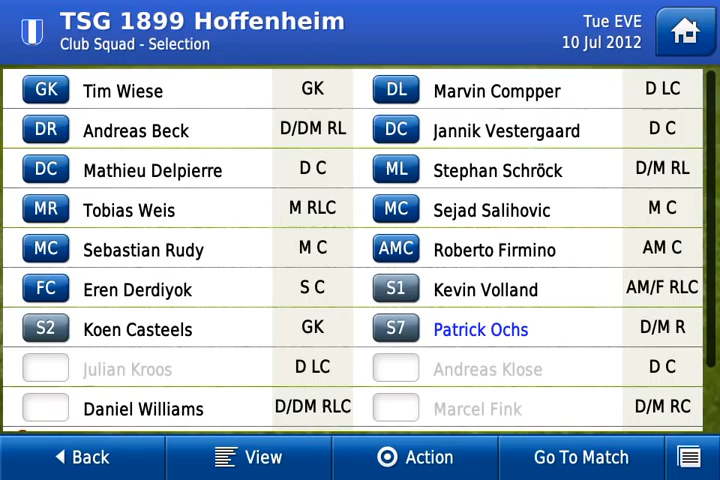 TSG 1899 Hoffenheim
Club Squad - Selection
Tue EVE
10 Jul 2012
GK Tim Wiese GK DL Marvin Compper D LC
DR Andreas Beck D/DM RL DC Jannik Vestergaard D C
DC Mathieu Delpierre D C ML Stephan Schröck D/M RL
MR Tobias Weis M RLC MC Sejad Salihovic M C
MC Sebastian Rudy M C AMC Roberto Firmino AM C
FC Eren Derdiyok S C S1 Kevin Volland AM/F RLC
S2 Koen Casteels GK S7 Patrick Ochs D/M R
Julian Kroos D LC Andreas Klose D C
Daniel Williams D/DM RLC Marcel Fink D/M RC
Back View Action Go To Match